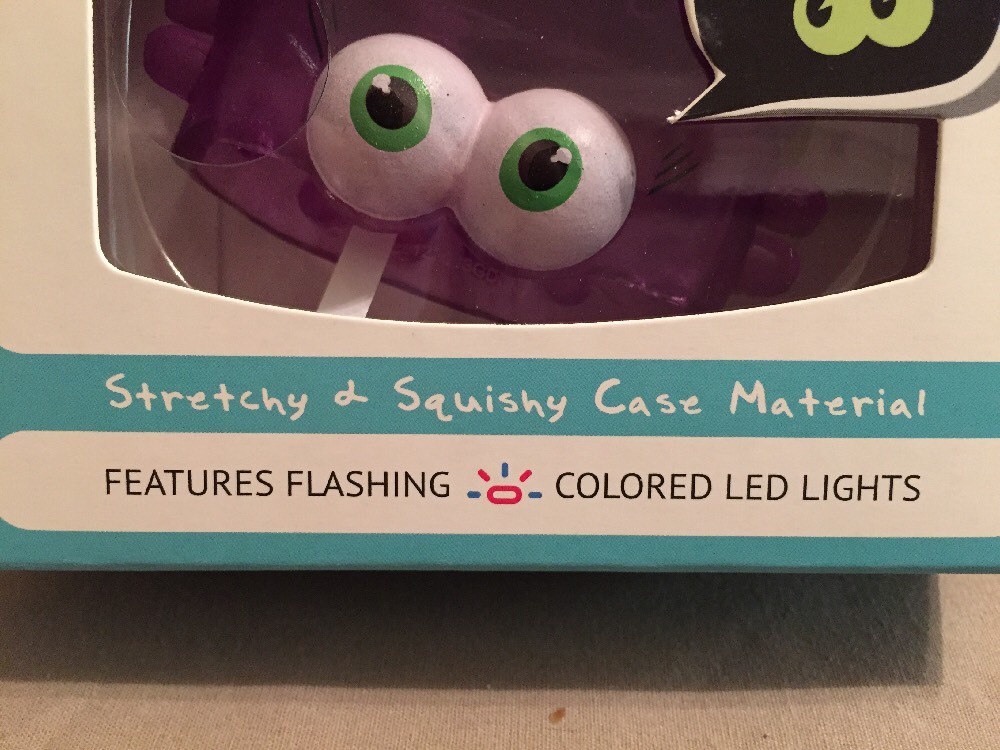 Stretchy & Squishy Case Material
FEATURES FLASHING COLORED LED LIGHTS